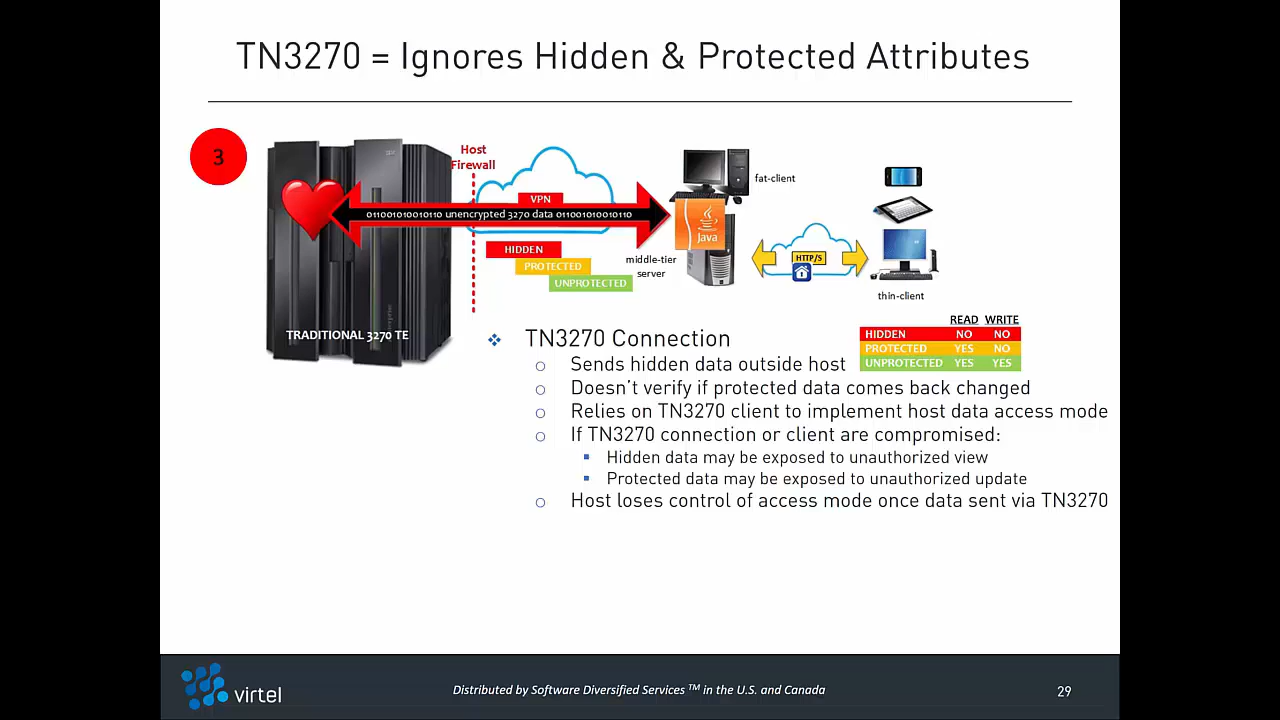 TN3270 = Ignores Hidden & Protected Attributes
3
Host
Firewall
VPN
011001010010110 unencrypted 3270 data 011001010010110
HIDDEN
PROTECTED
UNPROTECTED
TRADITIONAL 3270 TE
fat-client
Java
middle-tier
server
HTTP/S
thin-client
READ WRITE
HIDDEN NO NO
PROTECTED YES NO
UNPROTECTED YES YES
❖ TN3270 Connection
o Sends hidden data outside host
o Doesn't verify if protected data comes back changed
o Relies on TN3270 client to implement host data access mode
o If TN3270 connection or client are compromised:
▪ Hidden data may be exposed to unauthorized view
▪ Protected data may be exposed to unauthorized update
o Host loses control of access mode once data sent via TN3270
virtel
Distributed by Software Diversified Services TM in the U.S. and Canada
29